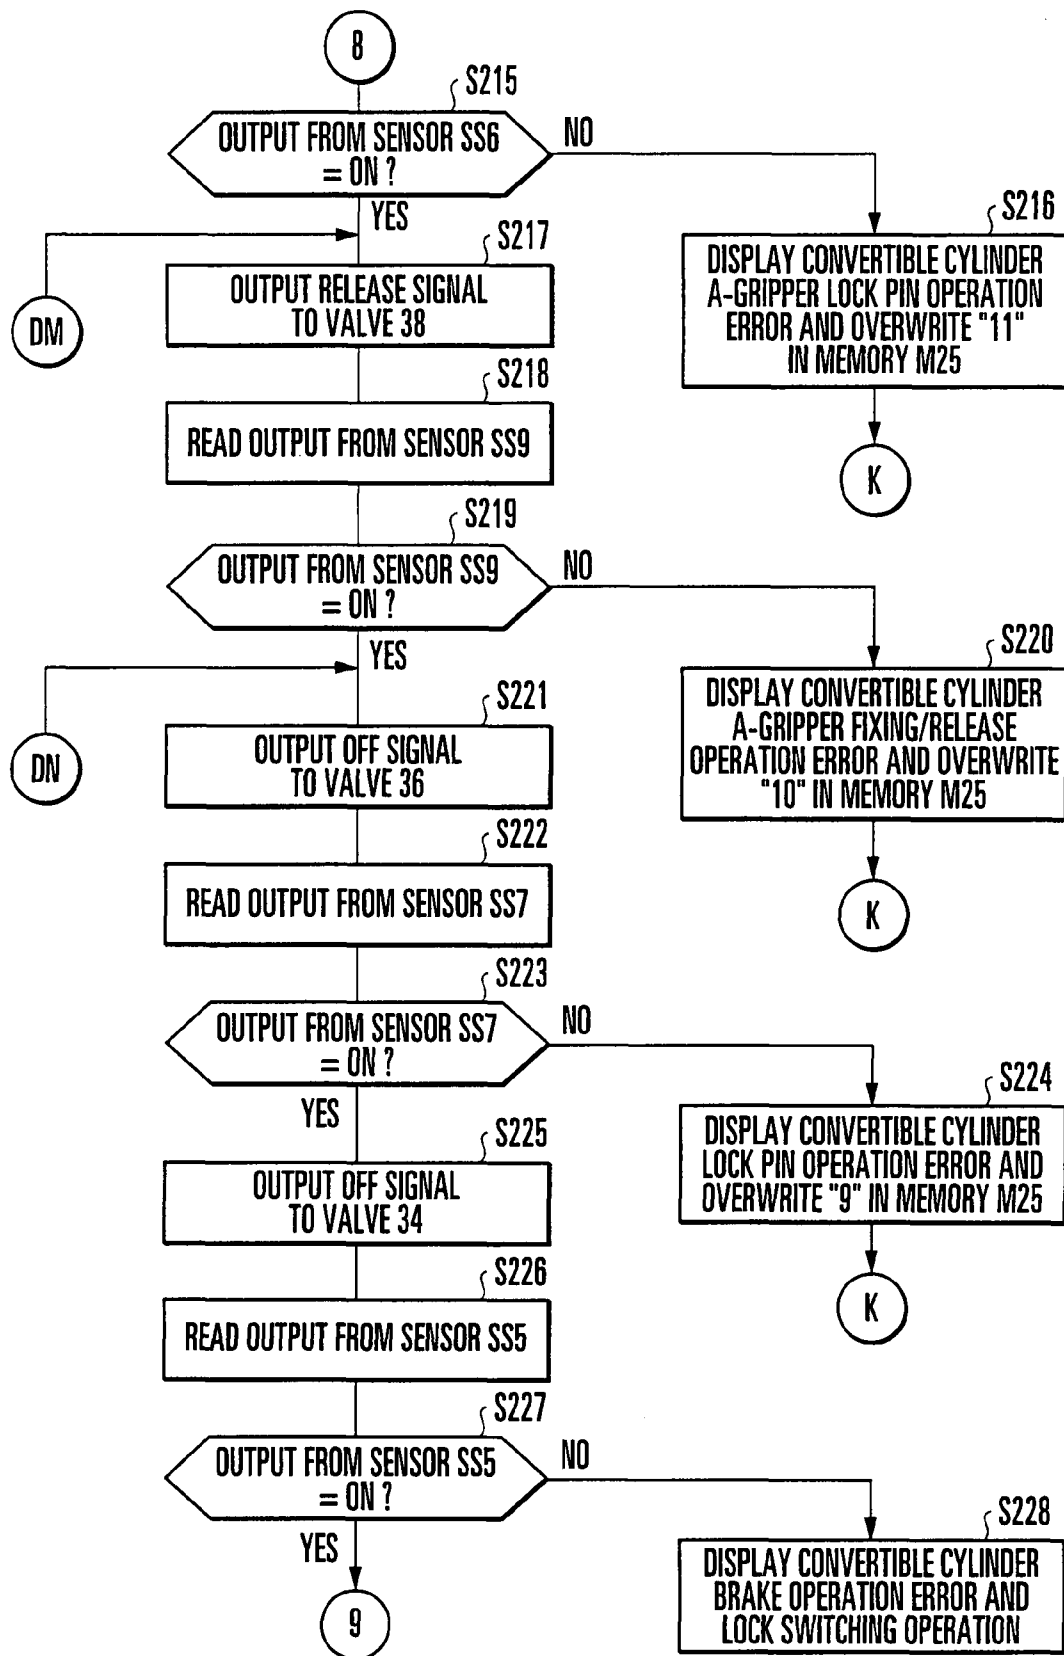 8
S215
OUTPUT FROM SENSOR SS6
= ON ?
NO
YES
S216
DISPLAY CONVERTIBLE CYLINDER
A-GRIPPER LOCK PIN OPERATION
ERROR AND OVERWRITE "11"
IN MEMORY M25
K
DM
S217
OUTPUT RELEASE SIGNAL
TO VALVE 38
S218
READ OUTPUT FROM SENSOR SS9
S219
OUTPUT FROM SENSOR SS9
= ON ?
NO
YES
S220
DISPLAY CONVERTIBLE CYLINDER
A-GRIPPER FIXING/RELEASE
OPERATION ERROR AND OVERWRITE
"10" IN MEMORY M25
K
DN
S221
OUTPUT OFF SIGNAL
TO VALVE 36
S222
READ OUTPUT FROM SENSOR SS7
S223
OUTPUT FROM SENSOR SS7
= ON ?
NO
YES
S224
DISPLAY CONVERTIBLE CYLINDER
LOCK PIN OPERATION ERROR AND
OVERWRITE "9" IN MEMORY M25
K
S225
OUTPUT OFF SIGNAL
TO VALVE 34
S226
READ OUTPUT FROM SENSOR SS5
S227
OUTPUT FROM SENSOR SS5
= ON ?
NO
YES
S228
DISPLAY CONVERTIBLE CYLINDER
BRAKE OPERATION ERROR AND
LOCK SWITCHING OPERATION
9